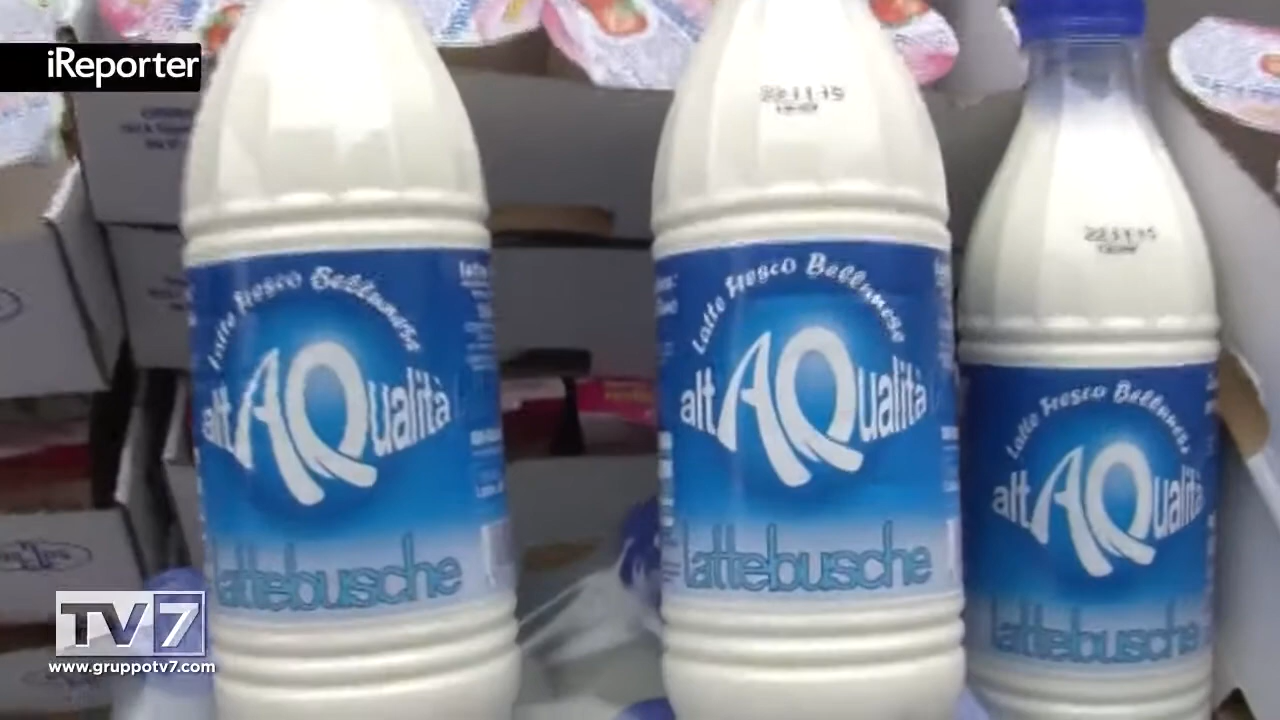 iReporter
Latte Fresco Bellunese
altAQualità
lattebusche
Latte Fresco Bellunese
altAQualità
lattebusche
Latte Fresco Bellunese
altAQualità
lattebusche
TV7
www.gruppotv7.com